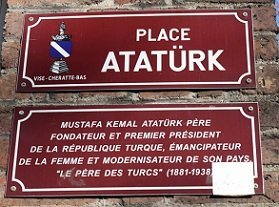 PLACE
ATATÜRK
VISE-CHERATTE-BAS
MUSTAFA KEMAL ATATÜRK PÈRE
FONDATEUR ET PREMIER PRÉSIDENT
DE LA RÉPUBLIQUE TURQUE, ÉMANCIPATEUR
DE LA FEMME ET MODERNISATEUR DE SON PAYS,
"LE PÈRE DES TURCS" (1881-1938)